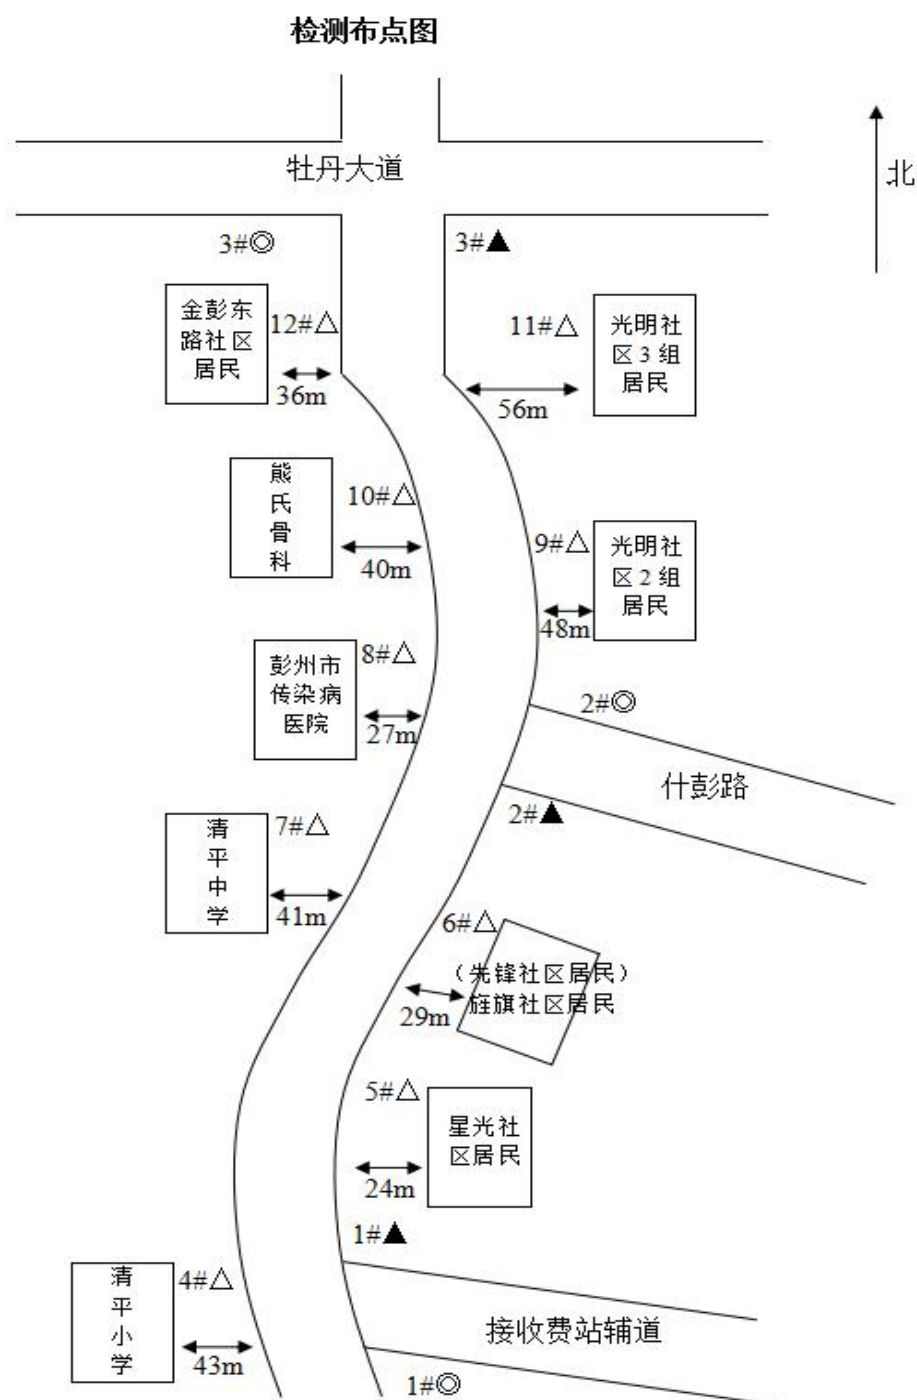 检测布点图
牡丹大道
北
3#◎
3#▲
金彭东
路社区
居民
12#△
36m
11#△
光明社
区 3 组
居民
56m
熊
氏
骨
科
10#△
40m
9#△
光明社
区 2 组
居民
48m
彭州市
传染病
医院
8#△
27m
2#◎
什彭路
2#▲
清
平
中
学
7#△
41m
6#△
（先锋社区居民）
旌旗社区居民
29m
5#△
星光社
区居民
24m
1#▲
清
平
小
学
4#△
43m
接收费站辅道
1#◎